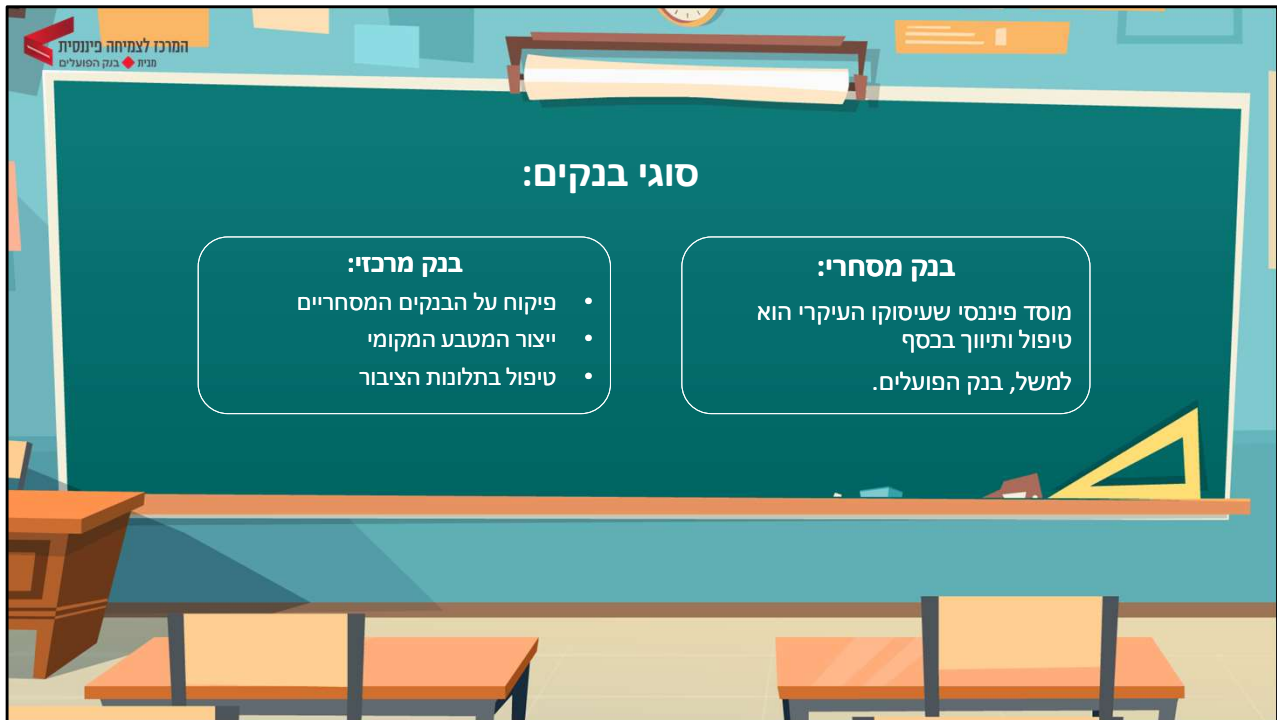 המרכז לצמיחה פיננסית
מבית בנק הפועלים
סוגי בנקים:
בנק מסחרי:
מוסד פיננסי שעיסוקו העיקרי הוא
טיפול ותיווך בכסף
למשל, בנק הפועלים.
בנק מרכזי:
• פיקוח על הבנקים המסחריים
• ייצור המטבע המקומי
• טיפול בתלונות הציבור